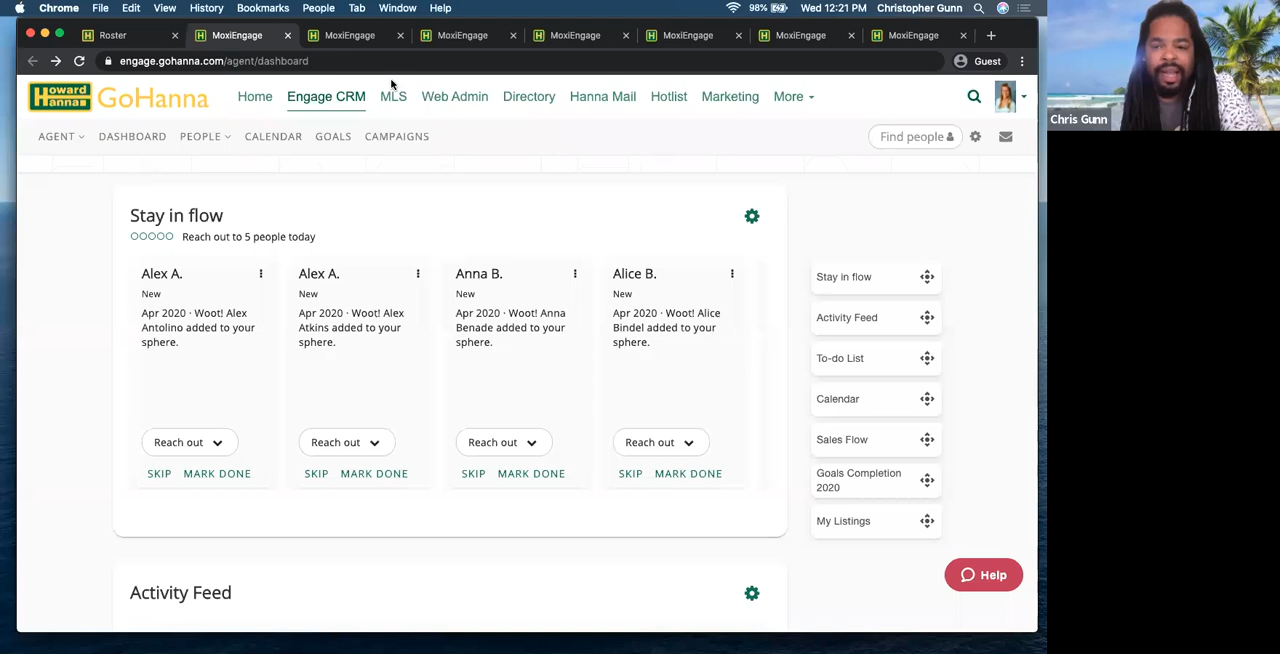 Chrome File Edit View History Bookmarks People Tab Window Help 98% Wed 12:21 PM Christopher Gunn
Roster MoxiEngage MoxiEngage MoxiEngage MoxiEngage MoxiEngage MoxiEngage MoxiEngage
engage.gohanna.com/agent/dashboard Guest
Howard Hanna GoHanna Home Engage CRM MLS Web Admin Directory Hanna Mail Hotlist Marketing More
AGENT DASHBOARD PEOPLE CALENDAR GOALS CAMPAIGNS Find people
Chris Gunn
Stay in flow
Reach out to 5 people today
Alex A. Alex A. Anna B. Alice B.
New New New New
Apr 2020 · Woot! Alex Apr 2020 · Woot! Alex Apr 2020 · Woot! Anna Apr 2020 · Woot! Alice
Antolino added to your Atkins added to your Benade added to your Bindel added to your
sphere. sphere. sphere. sphere.
Reach out Reach out Reach out Reach out
SKIP MARK DONE SKIP MARK DONE SKIP MARK DONE SKIP MARK DONE
Stay in flow
Activity Feed
To-do List
Calendar
Sales Flow
Goals Completion
2020
My Listings
Help
Activity Feed